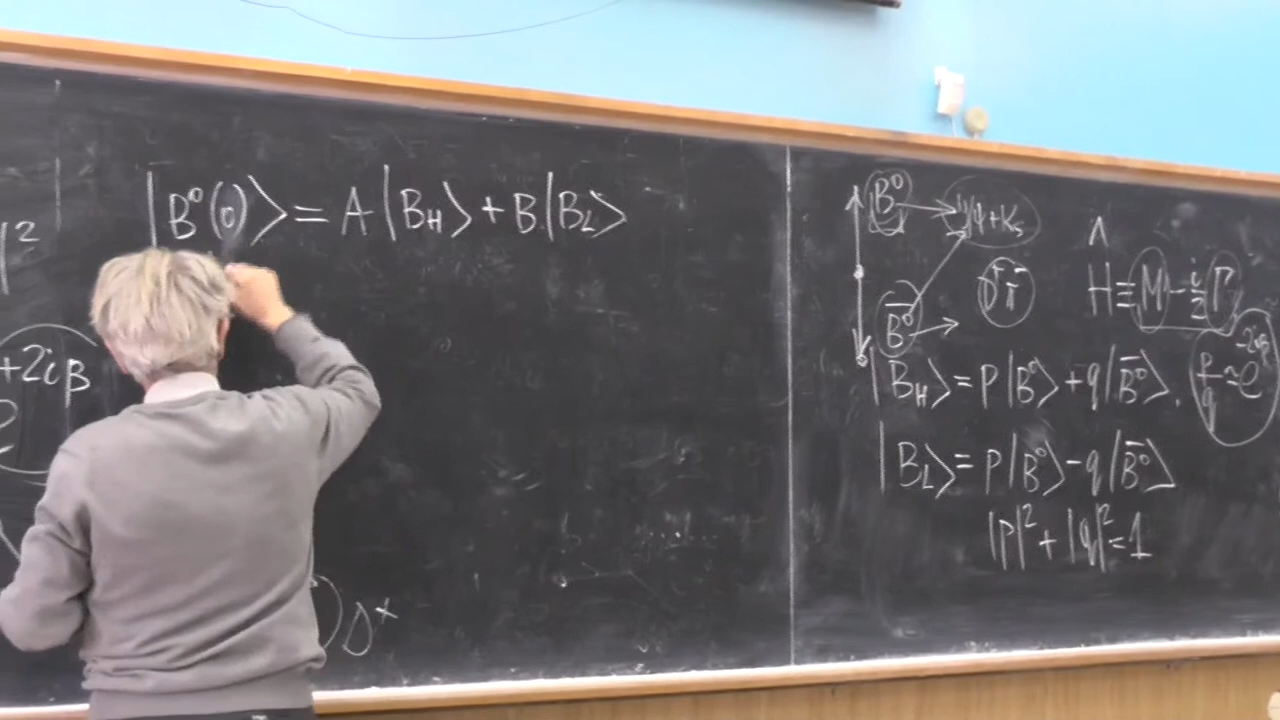 |²
+2iβ
|B⁰(0)⟩ = A|B_H⟩ + B|B_L⟩
D*
|B⁰⟩ → J/ψ + Kₛ
B̄⁰ →
Ĥ ≡ M - i/2 Γ
|B_H⟩ = p|B⁰⟩ + q|B̄⁰⟩,
p/q ≈ e^(-2iβ)
|B_L⟩ = p|B⁰⟩ - q|B̄⁰⟩
|p|² + |q|² = 1